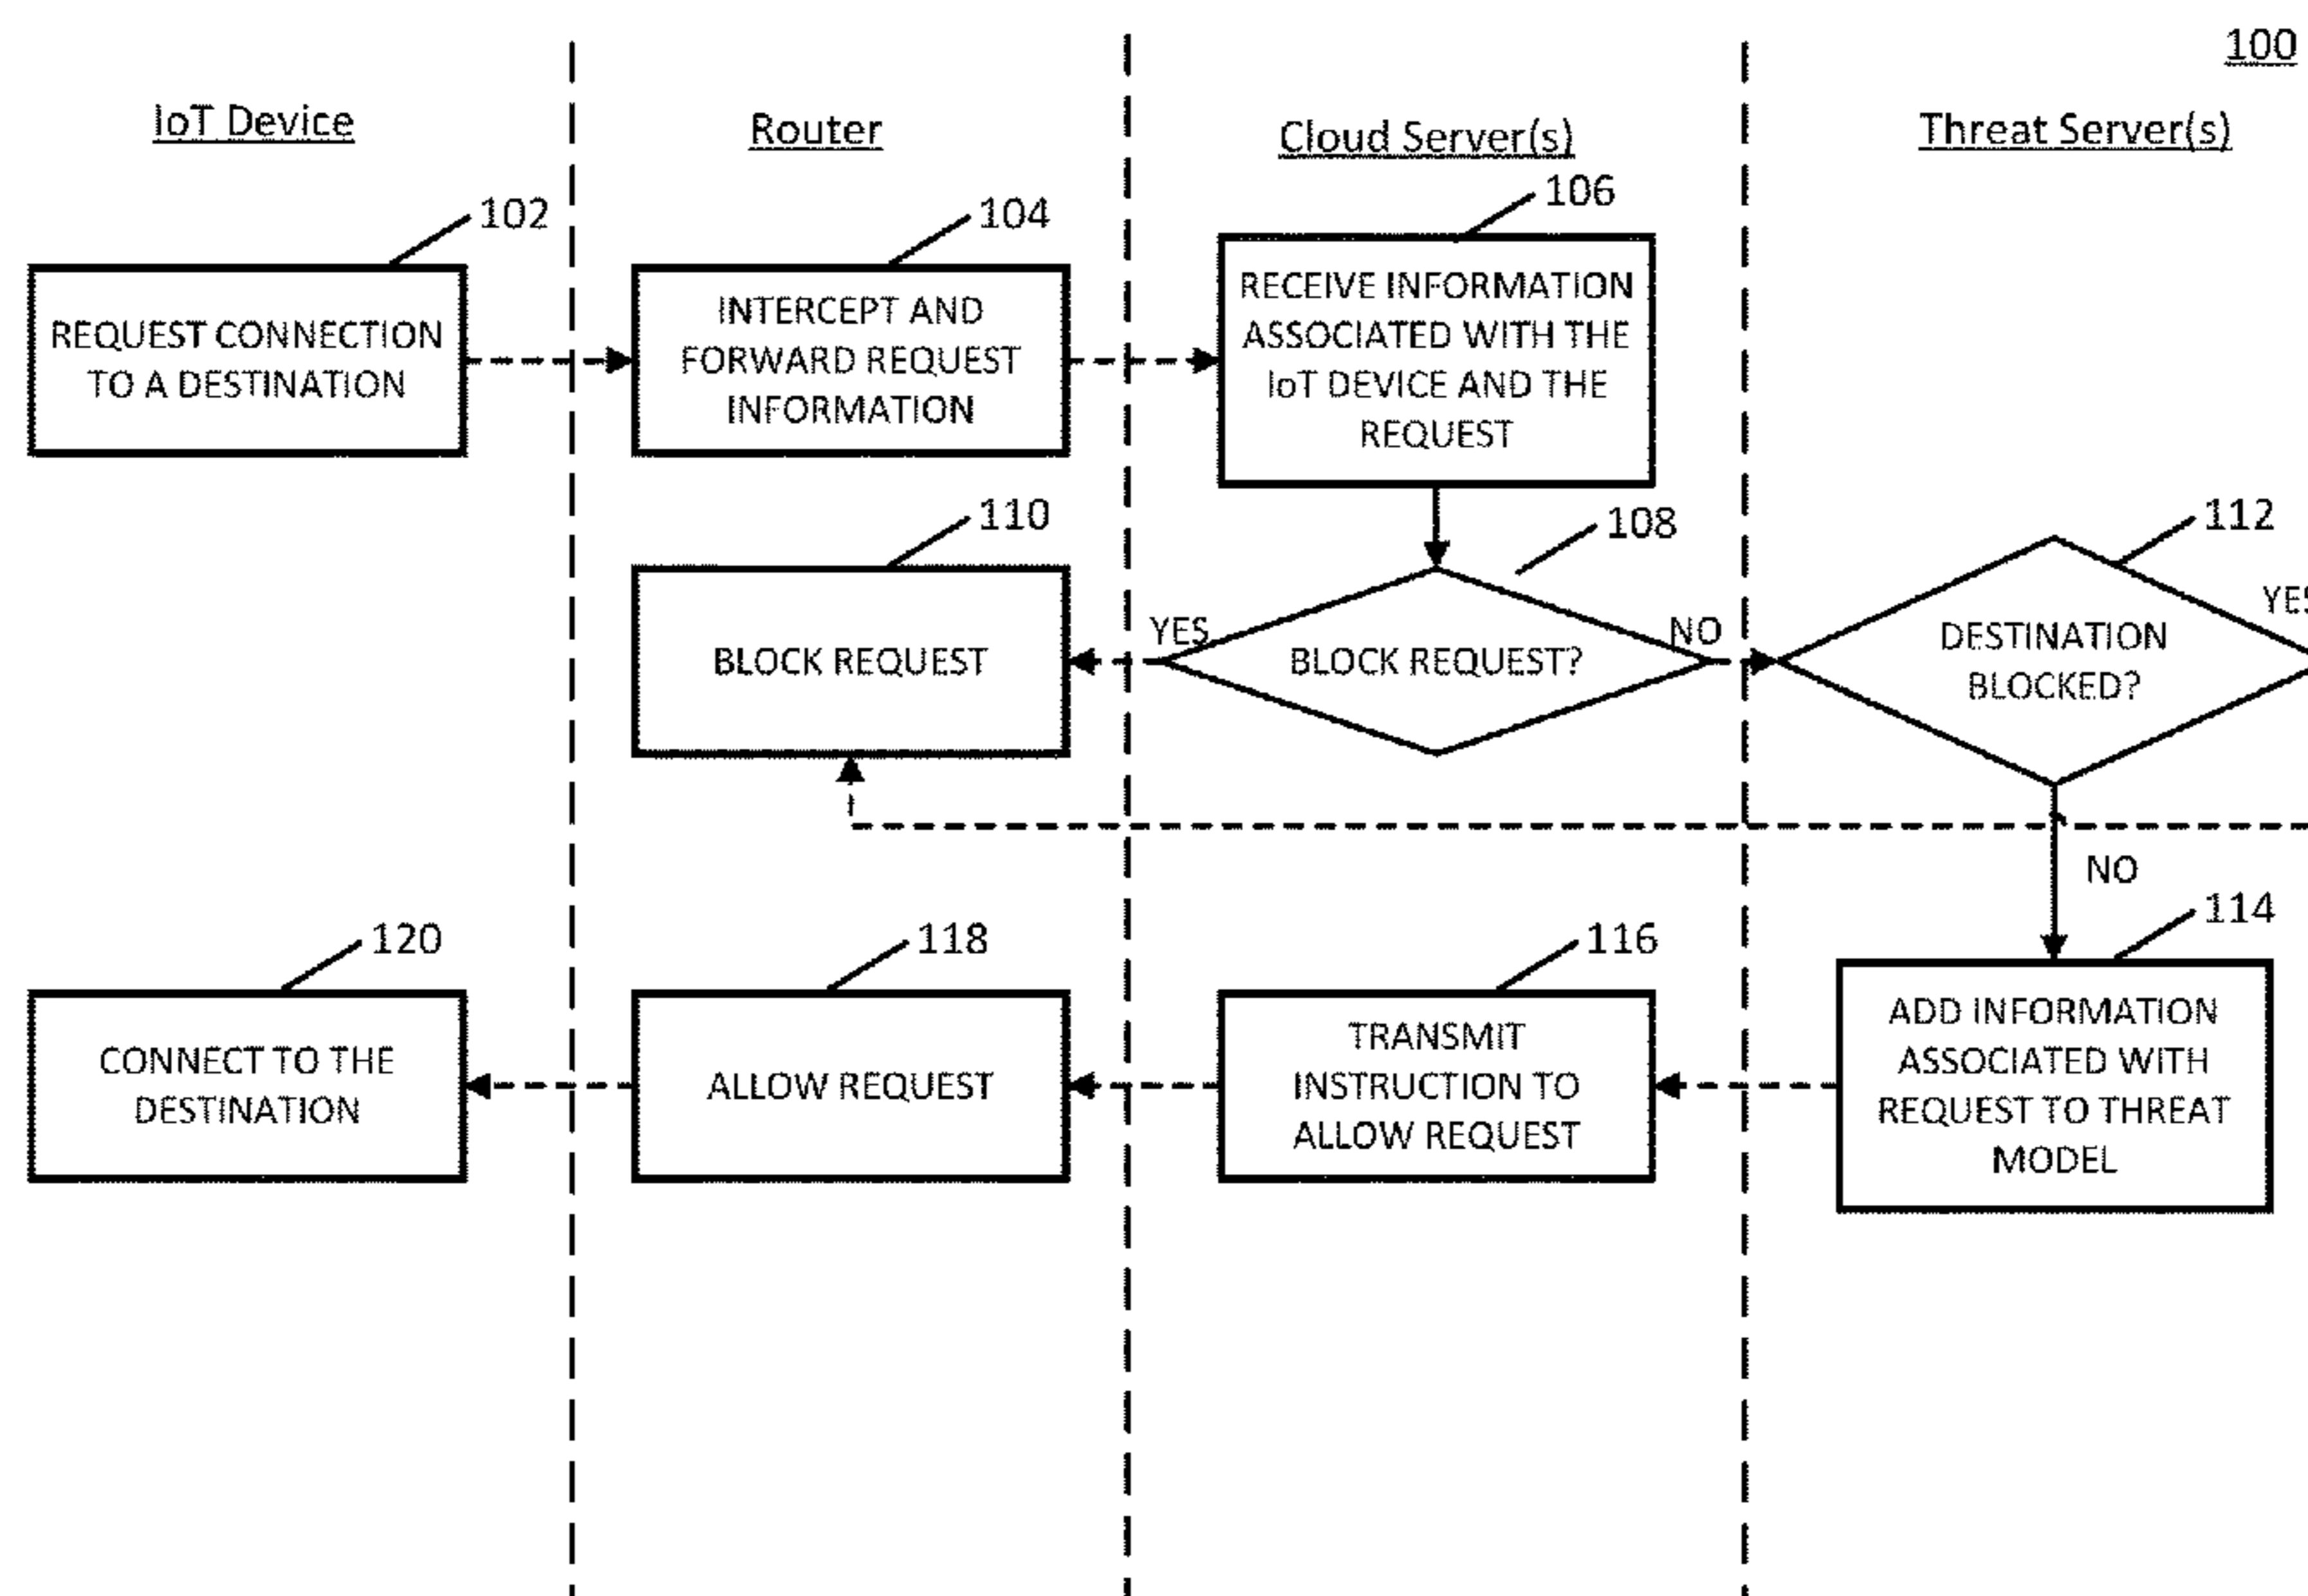 100
IoT Device
Router
Cloud Server(s)
Threat Server(s)
102
104
106
REQUEST CONNECTION
TO A DESTINATION
INTERCEPT AND
FORWARD REQUEST
INFORMATION
RECEIVE INFORMATION
ASSOCIATED WITH THE
IoT DEVICE AND THE
REQUEST
110
108
112
BLOCK REQUEST
YES
BLOCK REQUEST?
NO
DESTINATION
BLOCKED?
YES
NO
120
118
116
114
CONNECT TO THE
DESTINATION
ALLOW REQUEST
TRANSMIT
INSTRUCTION TO
ALLOW REQUEST
ADD INFORMATION
ASSOCIATED WITH
REQUEST TO THREAT
MODEL